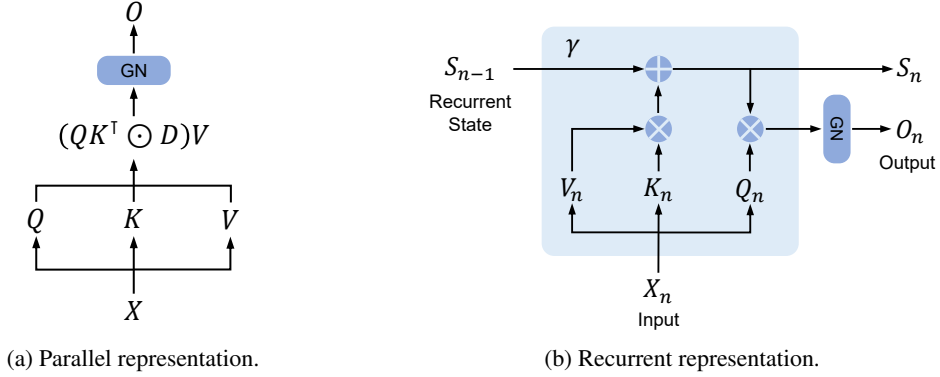 O
GN
(QK⊺ ⊙ D)V
Q K V
X
(a) Parallel representation.
γ
S_{n−1} S_n
Recurrent
State
GN
O_n
Output
V_n K_n Q_n
X_n
Input
(b) Recurrent representation.